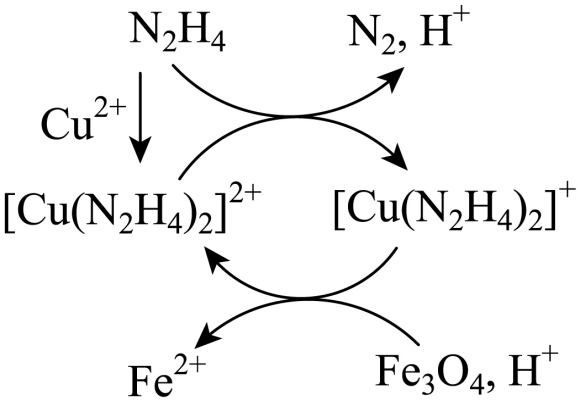 N₂H₄ N₂, H⁺
Cu²⁺
[Cu(N₂H₄)₂]²⁺ [Cu(N₂H₄)₂]⁺
Fe²⁺ Fe₃O₄, H⁺